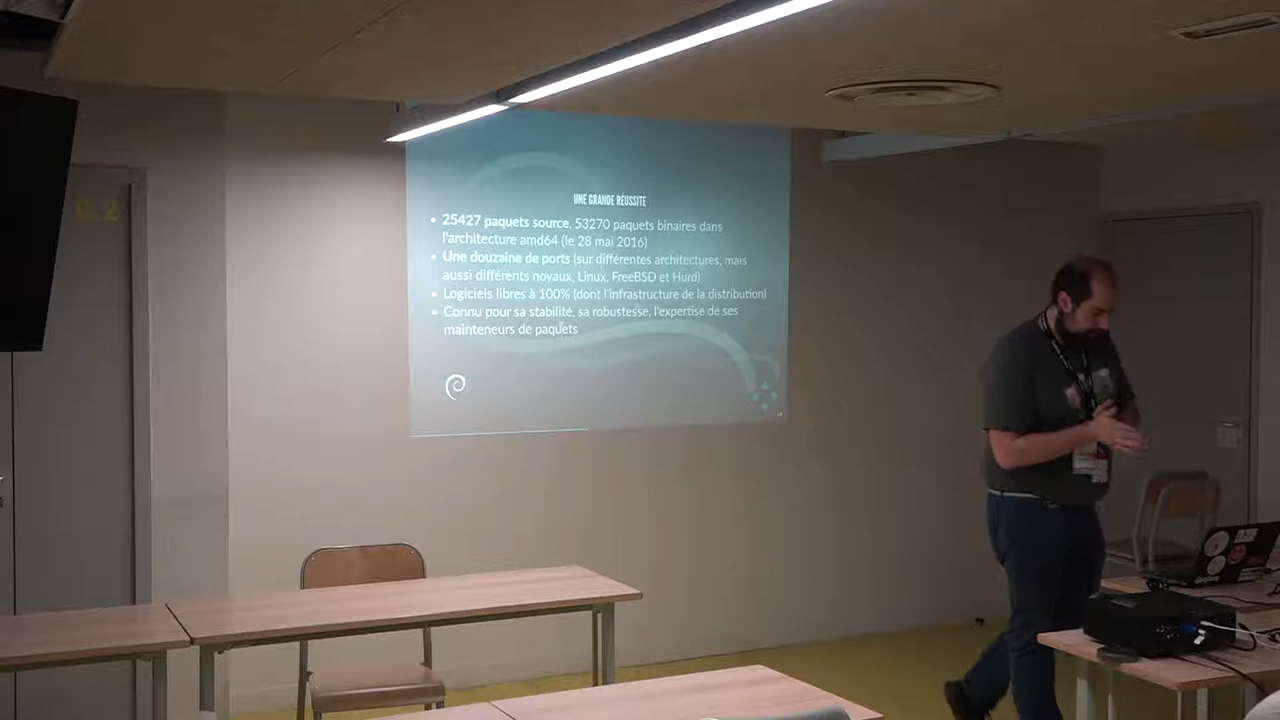 0.2
UNE GRANDE RÉUSSITE
• 25427 paquets source, 53270 paquets binaires dans
l'architecture amd64 (le 28 mai 2016)
• Une douzaine de ports (sur différentes architectures, mais
aussi différents noyaux, Linux, FreeBSD et Hurd)
• Logiciels libres à 100% (dont l'infrastructure de la distribution)
• Connu pour sa stabilité, sa robustesse, l'expertise de ses
mainteneurs de paquets